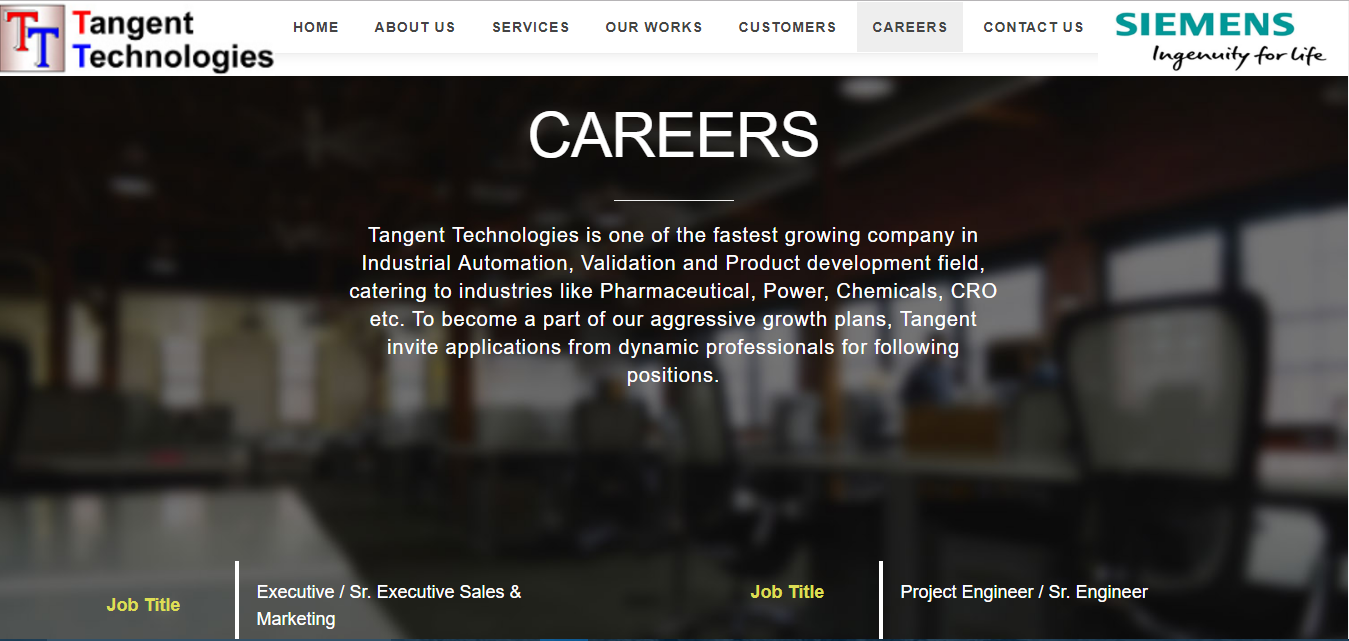 Tangent
Technologies
HOME
ABOUT US
SERVICES
OUR WORKS
CUSTOMERS
CAREERS
CONTACT US
SIEMENS
Ingenuity for life
CAREERS
Tangent Technologies is one of the fastest growing company in
Industrial Automation, Validation and Product development field,
catering to industries like Pharmaceutical, Power, Chemicals, CRO
etc. To become a part of our aggressive growth plans, Tangent
invite applications from dynamic professionals for following
positions.
Job Title
Executive / Sr. Executive Sales &
Marketing
Job Title
Project Engineer / Sr. Engineer